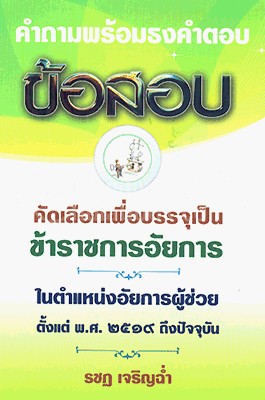 คำถามพร้อมธงคำตอบ
ข้อสอบ
คัดเลือกเพื่อบรรจุเป็น
ข้าราชการอัยการ
ในตำแหน่งอัยการผู้ช่วย
ตั้งแต่ พ.ศ. ๒๕๑๙ ถึงปัจจุบัน
รชฏ เจริญฉ่ำ